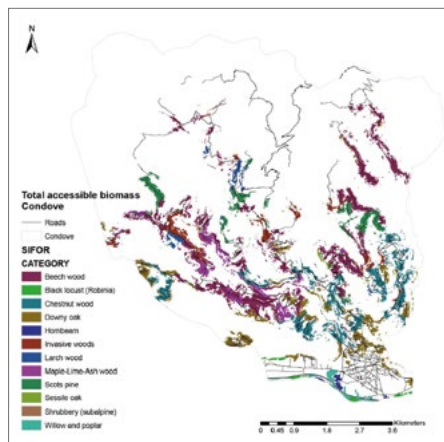 N
Total accessible biomass
Condove
Roads
Condove
SIFOR
CATEGORY
Beech wood
Black locust (Robinia)
Chestnut wood
Downy oak
Hornbeam
Invasive woods
Larch wood
Maple-Lime-Ash wood
Scots pine
Sessile oak
Shrubbery (subalpine)
Willow and poplar
Kilometers
0 0.45 0.9 1.8 2.7 3.6